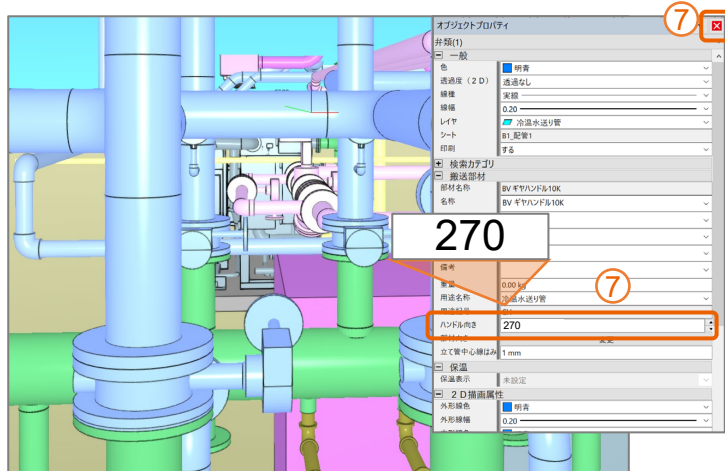 オブジェクトプロパティ
⑦
弁類(1)
一般
色 明青
透過度（２Ｄ） 透過なし
線種 実線
線幅 0.20
レイヤ 冷温水送り管
シート B1_配管1
印刷 する
検索カテゴリ
搬送部材
部材名称 BV ギヤハンドル10K
名称 BV ギヤハンドル10K
270
備考
重量 0.00 kg
⑦
用途名称 冷温水送り管
ハンドル向き 270
変更
立て管中心線はみ 1 mm
保温
保温表示 未設定
２Ｄ描画属性
外形線色 明青
外形線幅 0.20